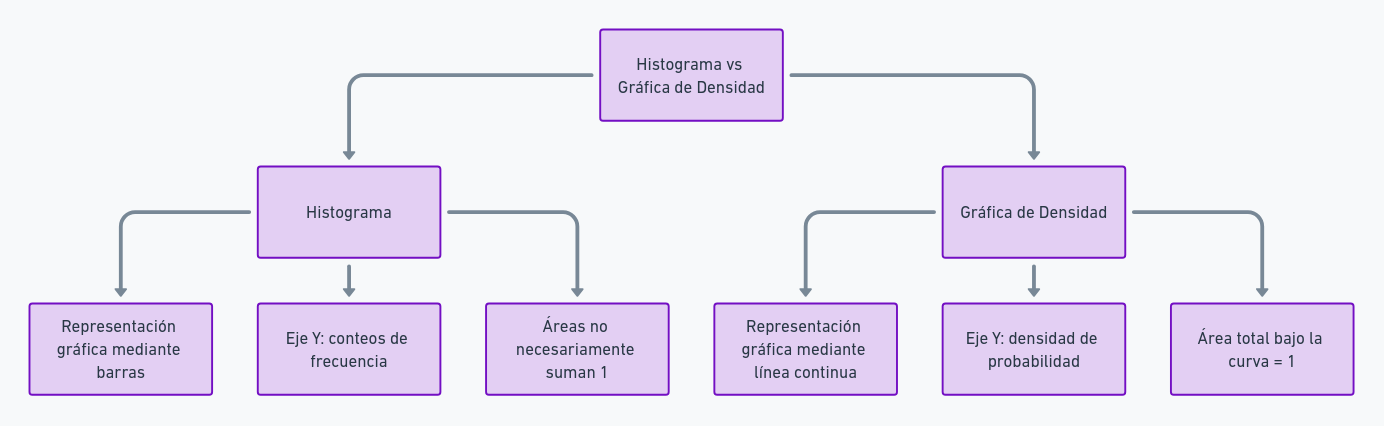 Histograma vs
Gráfica de Densidad
Histograma
Gráfica de Densidad
Representación
gráfica mediante
barras
Eje Y: conteos de
frecuencia
Áreas no
necesariamente
suman 1
Representación
gráfica mediante
línea continua
Eje Y: densidad de
probabilidad
Área total bajo la
curva = 1